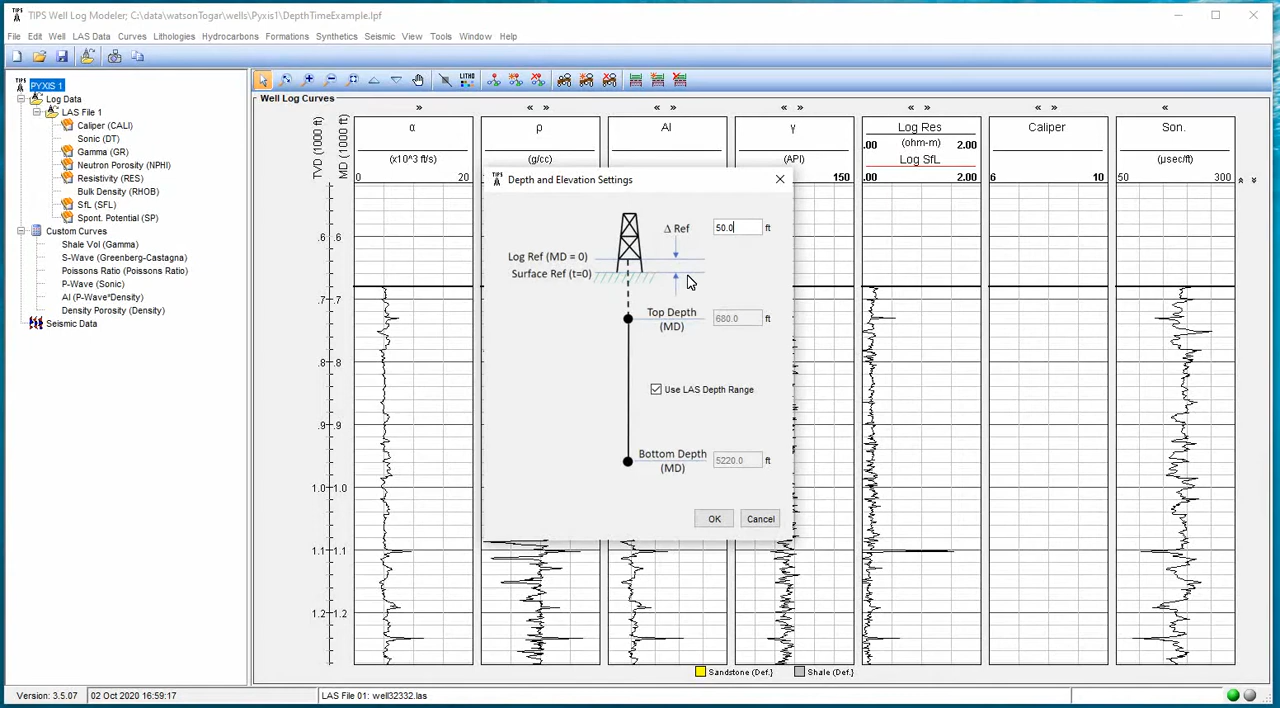 TIPS Well Log Modeler; C:\data\watsonTogar\wells\Pyxis1\DepthTimeExample.lpf
File Edit Well LAS Data Curves Lithologies Hydrocarbons Formations Synthetics Seismic View Tools Window Help
LITHO
PYXIS 1
Log Data
LAS File 1
Caliper (CALI)
Sonic (DT)
Gamma (GR)
Neutron Porosity (NPHI)
Resistivity (RES)
Bulk Density (RHOB)
SfL (SFL)
Spont. Potential (SP)
Custom Curves
Shale Vol (Gamma)
S-Wave (Greenberg-Castagna)
Poissons Ratio (Poissons Ratio)
P-Wave (Sonic)
AI (P-Wave*Density)
Density Porosity (Density)
Seismic Data
Well Log Curves
» « » « » « » « » « » «
TVD (1000 ft) MD (1000 ft)
α ρ AI γ Log Res Caliper Son.
.00 (ohm-m) 2.00
(x10^3 ft/s) (g/cc) (API) Log SfL (μsec/ft)
0 20 150 .00 2.00 6 10 50 300
.6 .6
.7 .7
.8 .8
.9 .9
1.0 1.0
1.1 1.1
1.2 1.2
Depth and Elevation Settings
Δ Ref 50.0 ft
Log Ref (MD = 0)
Surface Ref (t=0)
Top Depth
(MD)
680.0 ft
Use LAS Depth Range
Bottom Depth
(MD)
5220.0 ft
OK Cancel
Sandstone (Def.) Shale (Def.)
Version: 3.5.07 02 Oct 2020 16:59:17 LAS File 01: well32332.las